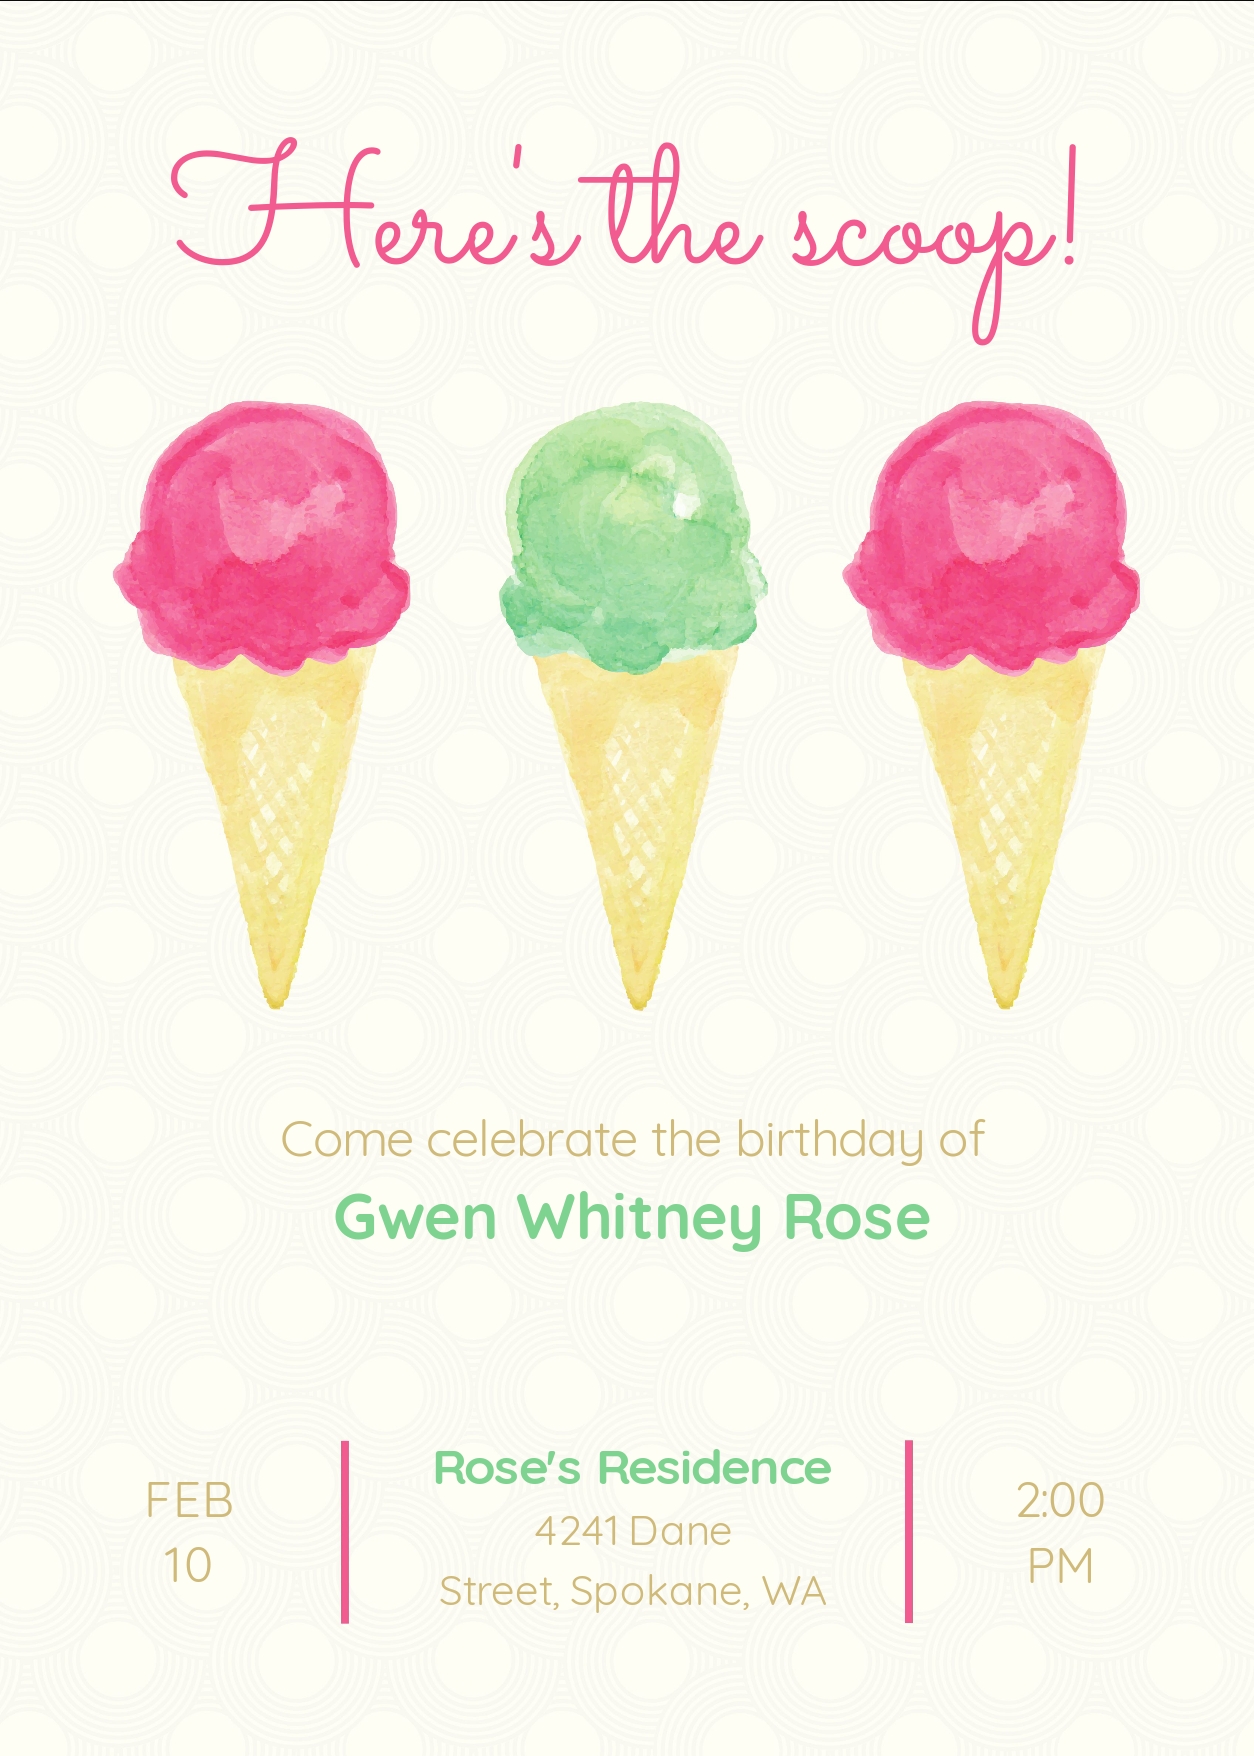 Here's the scoop!
Come celebrate the birthday of
Gwen Whitney Rose
FEB
10
Rose's Residence
4241 Dane
Street, Spokane, WA
2:00
PM